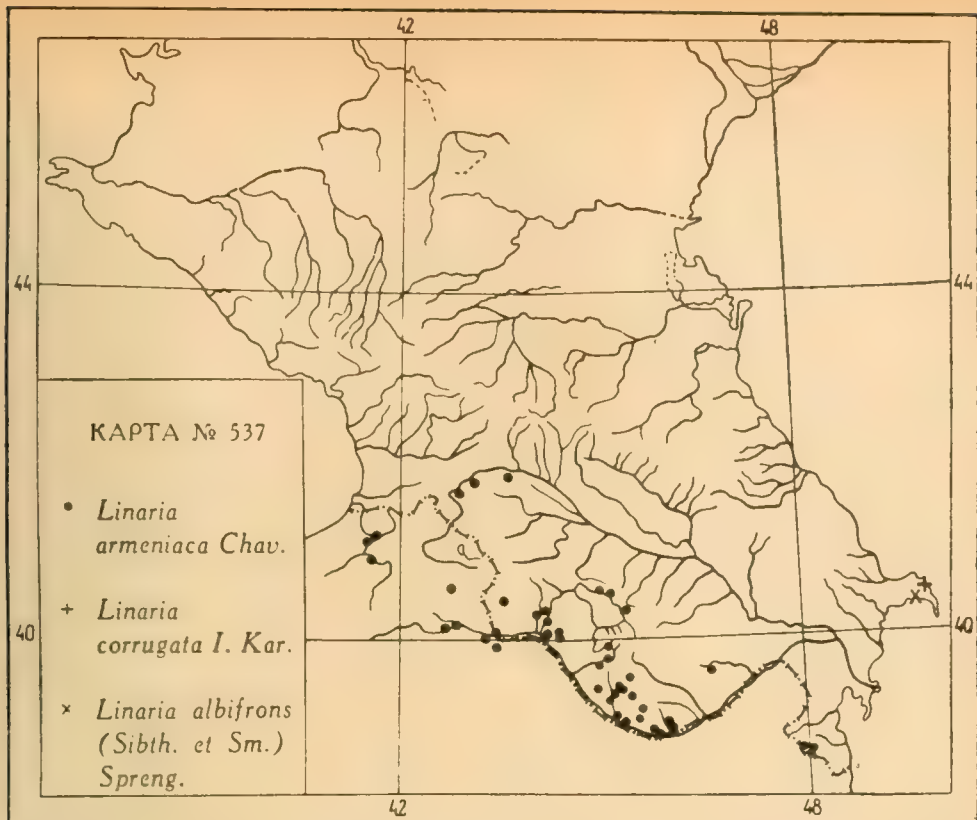 42
48
44
44
КАРТА № 537
• Linaria
armeniaca Chav.
+ Linaria
corrugata I. Kar.
× Linaria albifrons
(Sibth. et Sm.)
Spreng.
40
40
42
48